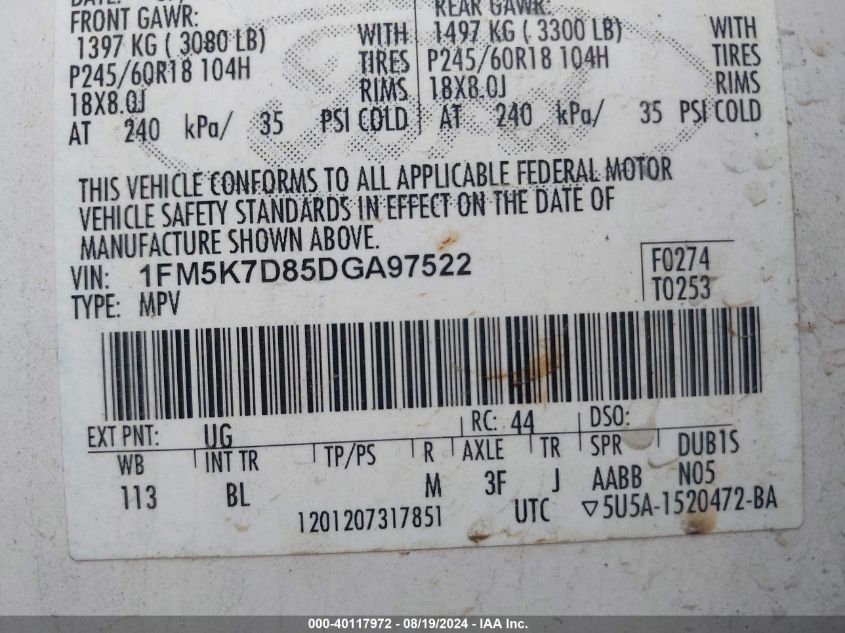 DATE:
FRONT GAWR: REAR GAWR:
1397 KG ( 3080 LB) WITH 1497 KG ( 3300 LB) WITH
P245/60R18 104H TIRES P245/60R18 104H TIRES
18X8.0J RIMS 18X8.0J RIMS
AT 240 kPa/ 35 PSI COLD AT 240 kPa/ 35 PSI COLD
THIS VEHICLE CONFORMS TO ALL APPLICABLE FEDERAL MOTOR
VEHICLE SAFETY STANDARDS IN EFFECT ON THE DATE OF
MANUFACTURE SHOWN ABOVE.
VIN: 1FM5K7D85DGA97522 F0274
TYPE: MPV T0253
EXT PNT: UG RC: 44 DSO:
WB INT TR TP/PS R AXLE TR SPR DUB1S
113 BL M 3F J AABB N05
1201207317851 UTC ▽5U5A-1520472-BA
000-40117972 - 08/19/2024 - IAA Inc.